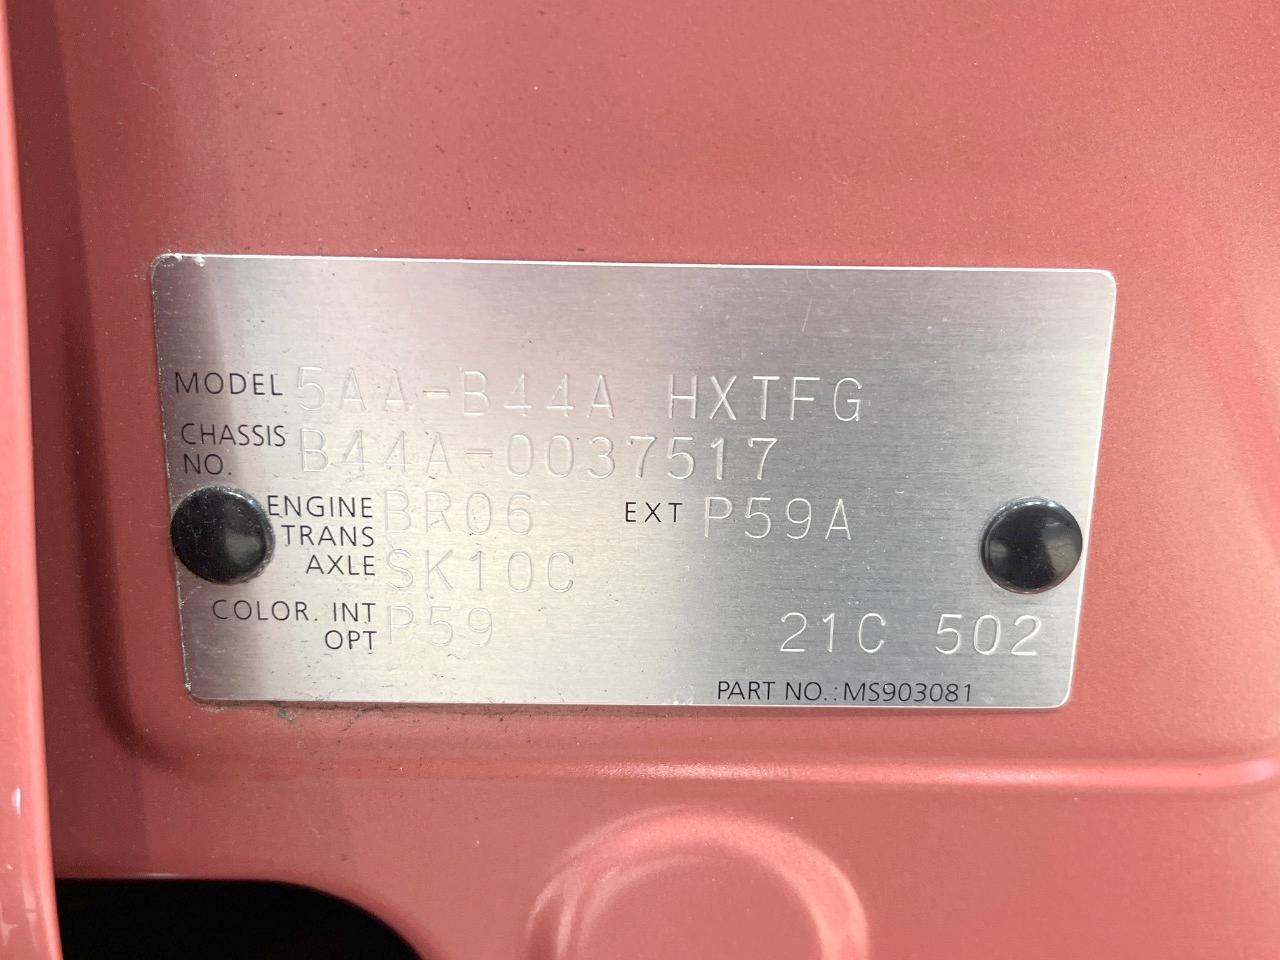 MODEL 5AA-B44A HXTFG
CHASSIS NO. B44A-0037517
ENGINE BR06 EXT P59A
TRANS AXLE SK10C
COLOR. INT OPT P59 21C 502
PART NO.: MS903081